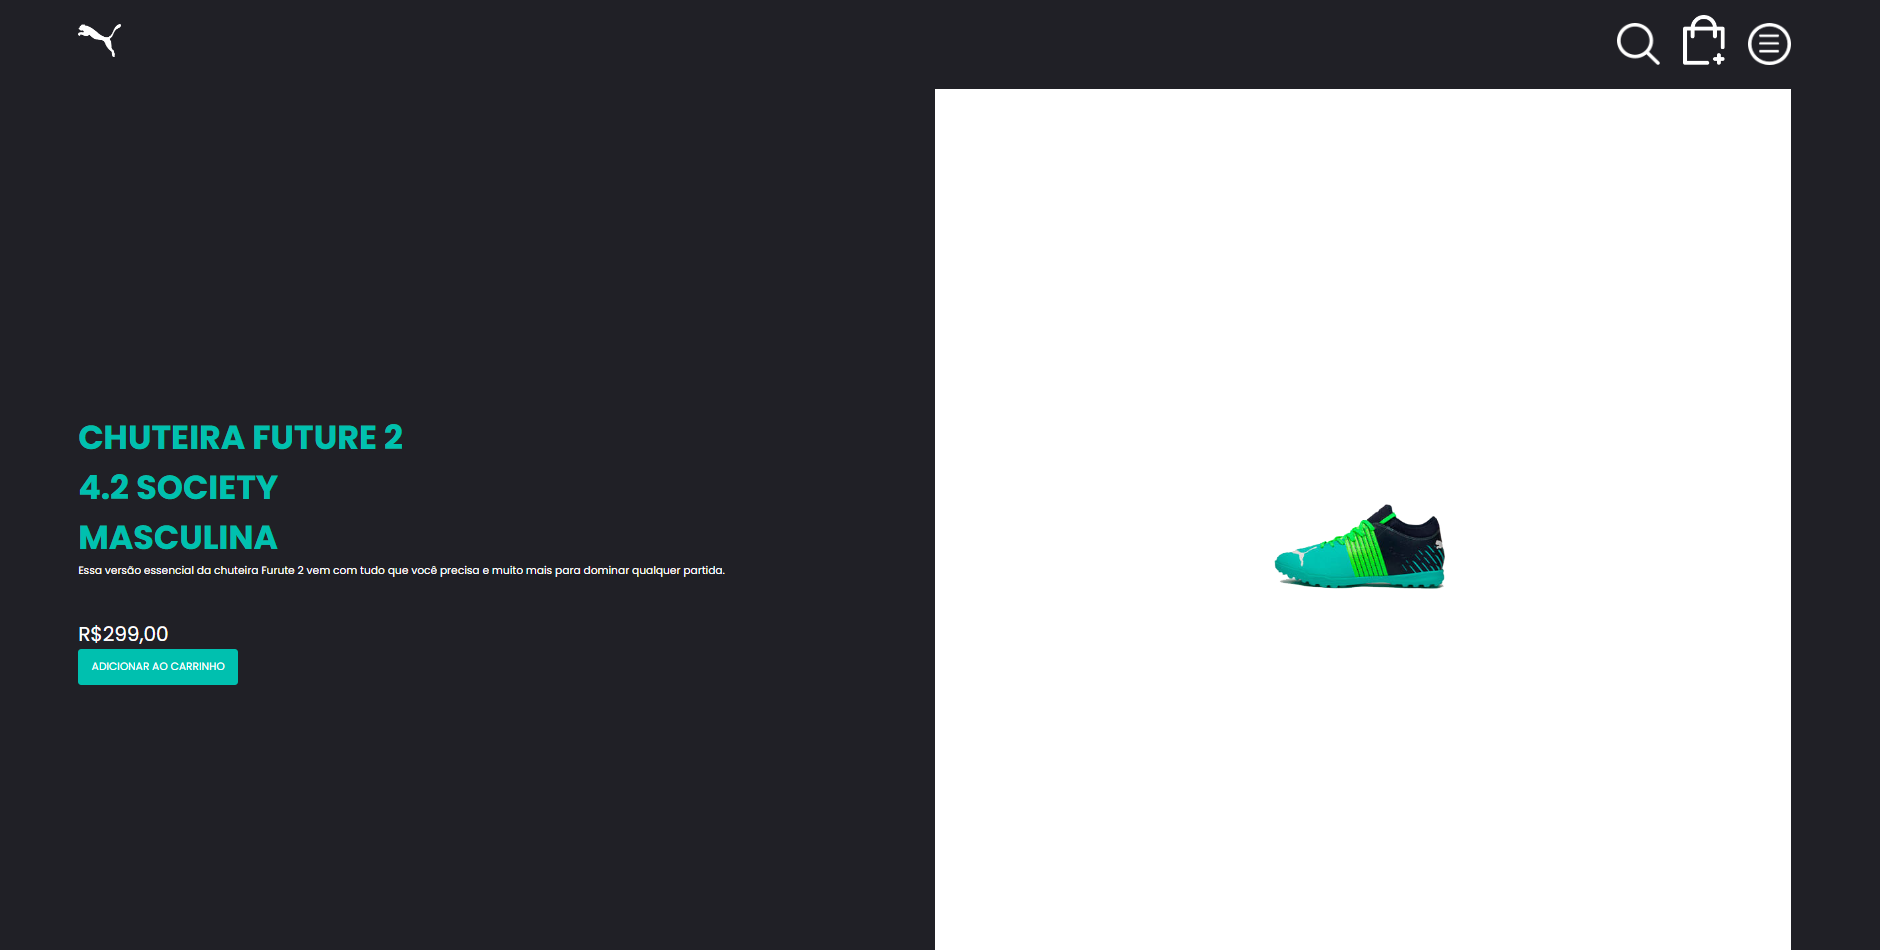 CHUTEIRA FUTURE 2
4.2 SOCIETY
MASCULINA
Essa versão essencial da chuteira Furute 2 vem com tudo que você precisa e muito mais para dominar qualquer partida.
R$299,00
ADICIONAR AO CARRINHO